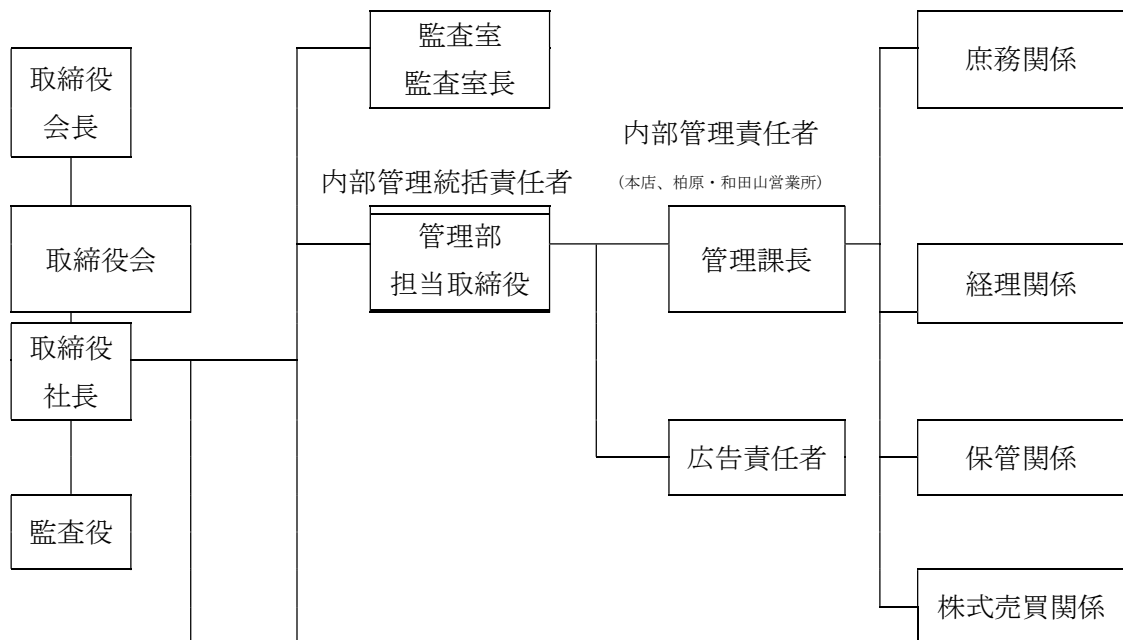 取締役
会長
取締役会
取締役
社長
監査役
監査室
監査室長
内部管理統括責任者
管理部
担当取締役
内部管理責任者
(本店、柏原・和田山営業所)
管理課長
広告責任者
庶務関係
経理関係
保管関係
株式売買関係